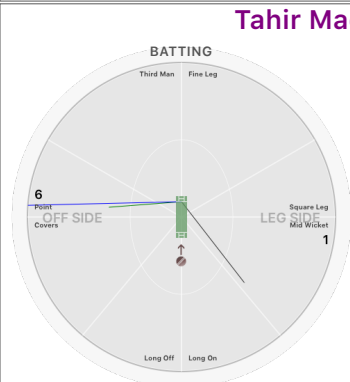 Tahir Ma
BATTING
Third Man Fine Leg
6
Point Square Leg
OFF SIDE LEG SIDE
Covers Mid Wicket
1
Long Off Long On